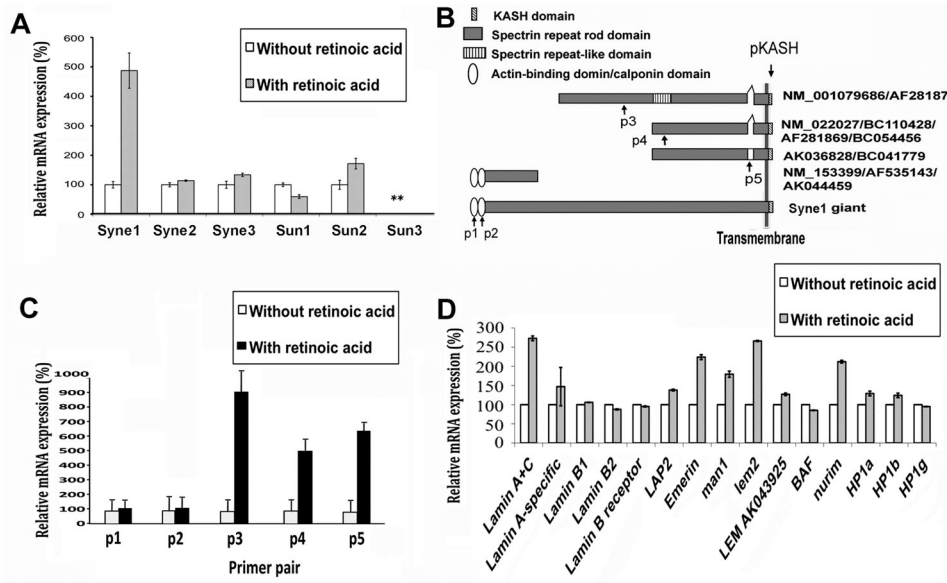 A
Relative mRNA expression (%)
600
500
400
300
200
100
0
Without retinoic acid
With retinoic acid
**
Syne1 Syne2 Syne3 Sun1 Sun2 Sun3
B
KASH domain
Spectrin repeat rod domain
Spectrin repeat-like domain
Actin-binding domin/calponin domain
pKASH
NM_001079686/AF28187
p3
NM_022027/BC110428/
AF281869/BC054456
p4
AK036828/BC041779
p5
NM_153399/AF535143/
AK044459
Syne1 giant
p1 p2
Transmembrane
C
Without retinoic acid
With retinoic acid
Relative mRNA expression (%)
1000
900
800
700
600
500
400
300
200
100
0
p1 p2 p3 p4 p5
Primer pair
D
Without retinoic acid
With retinoic acid
Relative mRNA expression (%)
300
250
200
150
100
50
0
Lamin A+C
Lamin A-specific
Lamin B1
Lamin B2
Lamin B receptor
LAP2
Emerin
man1
lem2
LEM AK043925
BAF
nurim
HP1a
HP1b
HP1g